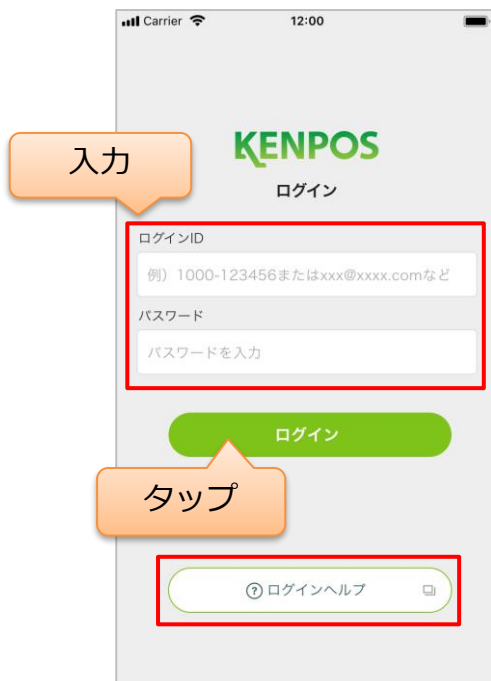 Carrier 12:00
KENPOS
ログイン
入力
ログインID
例）1000-123456またはxxx@xxxx.comなど
パスワード
パスワードを入力
ログイン
タップ
?ログインヘルプ